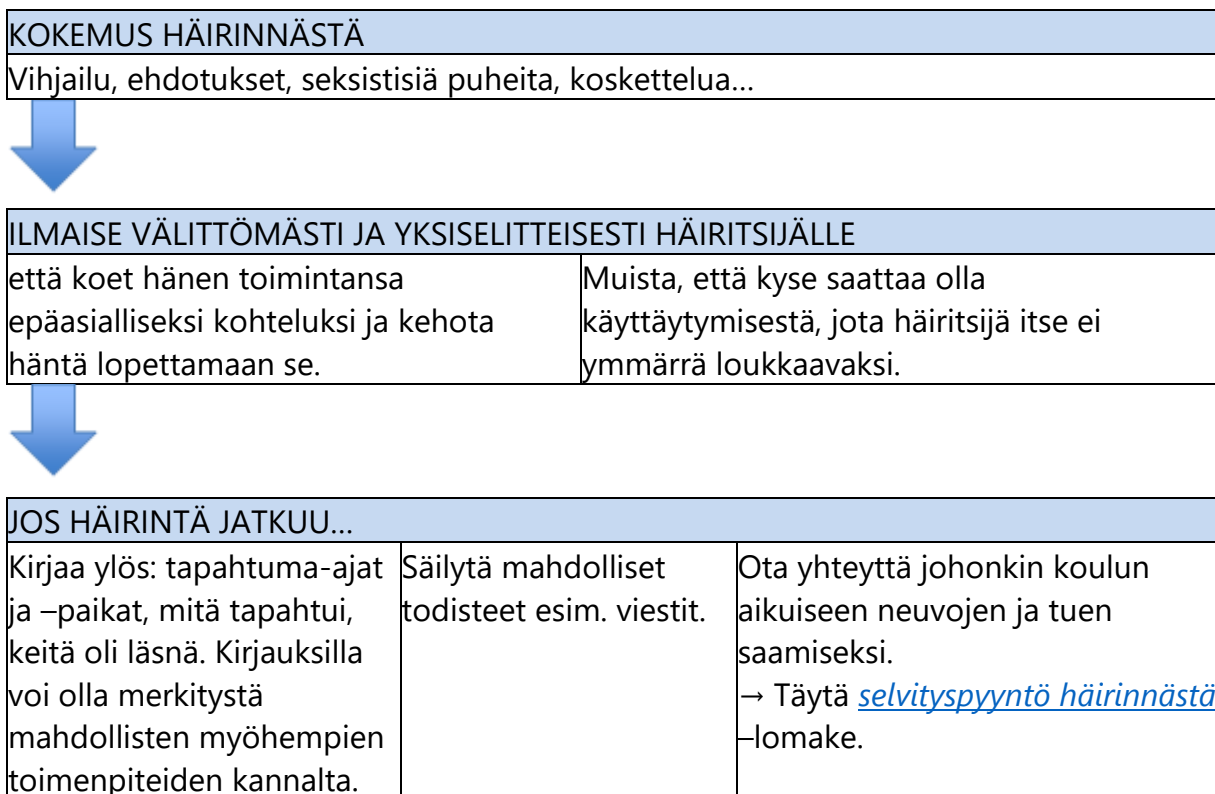 KOKEMUS HÄIRINNÄSTÄ
Vihjailu, ehdotukset, seksistisiä puheita, koskettelua…
ILMAISE VÄLITTÖMÄSTI JA YKSISELITTEISESTI HÄIRITSIJÄLLE
että koet hänen toimintansa
epäasialliseksi kohteluksi ja kehota
häntä lopettamaan se.
Muista, että kyse saattaa olla
käyttäytymisestä, jota häiritsijä itse ei
ymmärrä loukkaavaksi.
JOS HÄIRINTÄ JATKUU…
Kirjaa ylös: tapahtuma-ajat
ja –paikat, mitä tapahtui,
keitä oli läsnä. Kirjauksilla
voi olla merkitystä
mahdollisten myöhempien
toimenpiteiden kannalta.
Säilytä mahdolliset
todisteet esim. viestit.
Ota yhteyttä johonkin koulun
aikuiseen neuvojen ja tuen
saamiseksi.
→ Täytä selvityspyyntö häirinnästä
–lomake.